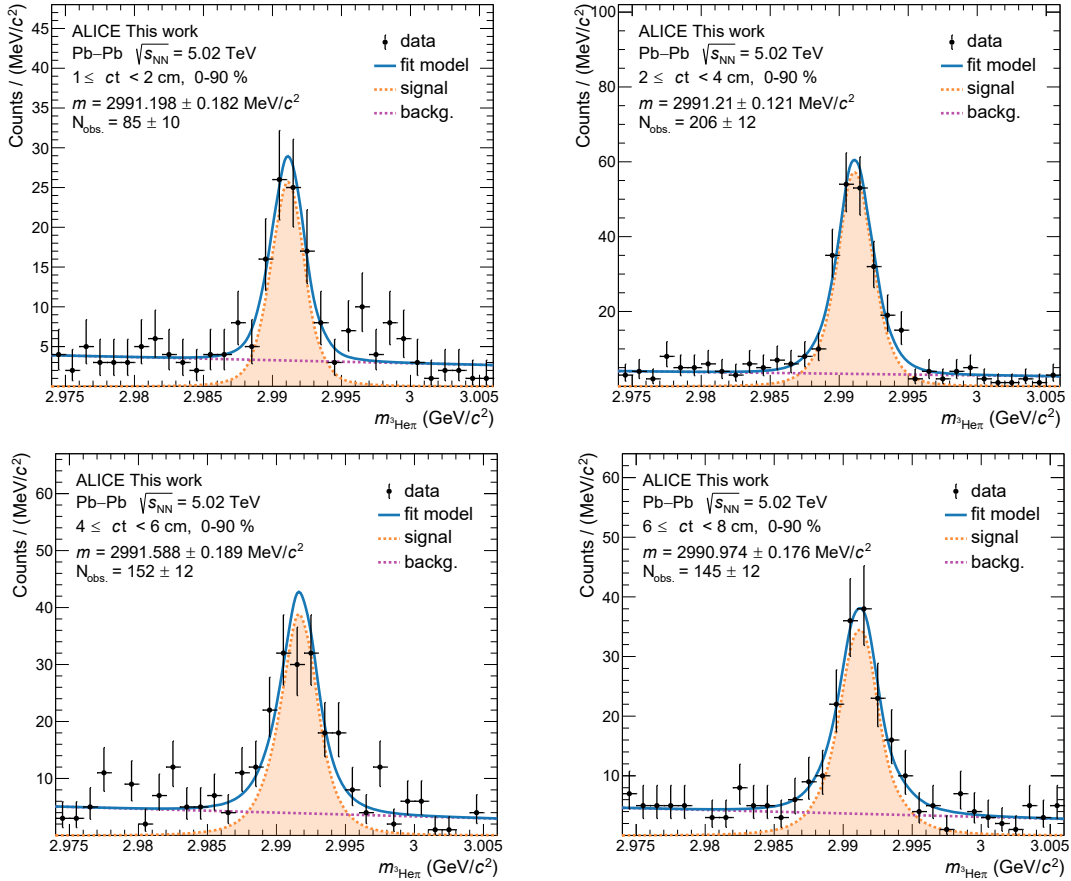 ALICE This work
Pb–Pb √sNN = 5.02 TeV
1 ≤ ct < 2 cm, 0-90 %
m = 2991.198 ± 0.182 MeV/c²
Nobs. = 85 ± 10
data
fit model
signal
backg.
Counts / (MeV/c²)
45
40
35
30
25
20
15
10
5
0
2.975 2.98 2.985 2.99 2.995 3 3.005
m³Heπ (GeV/c²)
ALICE This work
Pb–Pb √sNN = 5.02 TeV
2 ≤ ct < 4 cm, 0-90 %
m = 2991.21 ± 0.121 MeV/c²
Nobs. = 206 ± 12
data
fit model
signal
backg.
Counts / (MeV/c²)
100
80
60
40
20
0
2.975 2.98 2.985 2.99 2.995 3 3.005
m³Heπ (GeV/c²)
ALICE This work
Pb–Pb √sNN = 5.02 TeV
4 ≤ ct < 6 cm, 0-90 %
m = 2991.588 ± 0.189 MeV/c²
Nobs. = 152 ± 12
data
fit model
signal
backg.
Counts / (MeV/c²)
60
50
40
30
20
10
0
2.975 2.98 2.985 2.99 2.995 3 3.005
m³Heπ (GeV/c²)
ALICE This work
Pb–Pb √sNN = 5.02 TeV
6 ≤ ct < 8 cm, 0-90 %
m = 2990.974 ± 0.176 MeV/c²
Nobs. = 145 ± 12
data
fit model
signal
backg.
Counts / (MeV/c²)
60
50
40
30
20
10
0
2.975 2.98 2.985 2.99 2.995 3 3.005
m³Heπ (GeV/c²)